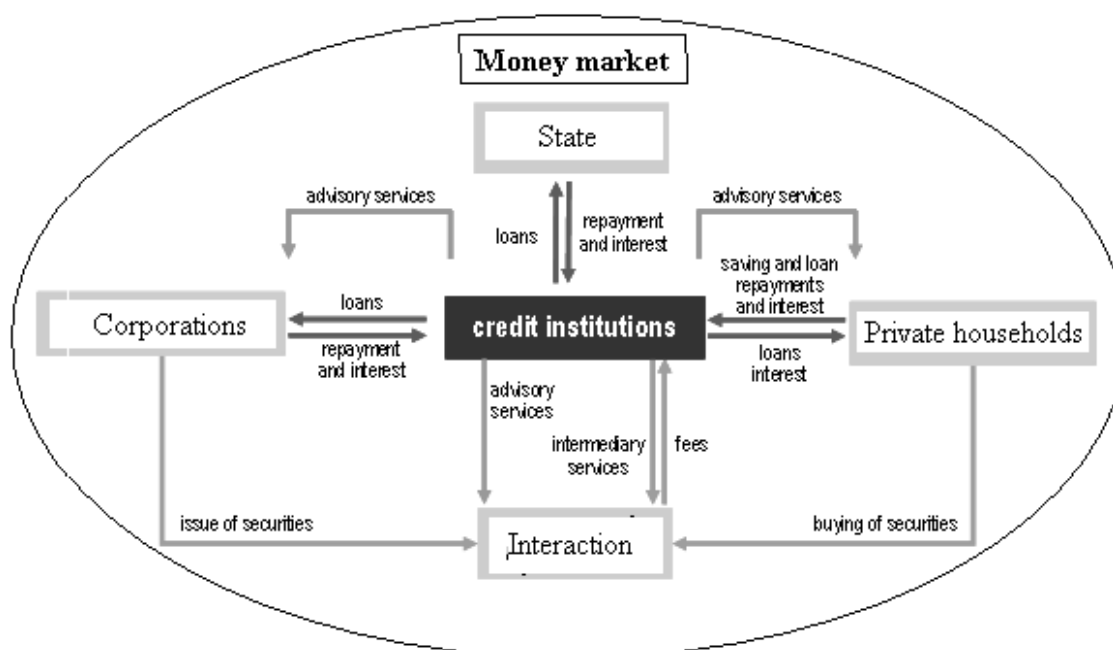 Money market
State
advisory services
advisory services
loans
repayment
and interest
saving and loan
repayments
and interest
Corporations
loans
repayment
and interest
credit institutions
Private households
loans
interest
advisory
services
intermediary
services
fees
issue of securities
Interaction
buying of securities